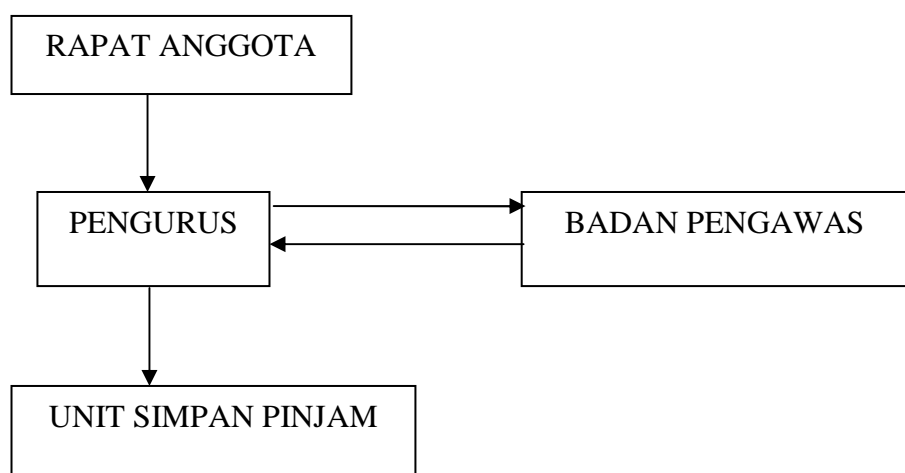 RAPAT ANGGOTA
PENGURUS
BADAN PENGAWAS
UNIT SIMPAN PINJAM